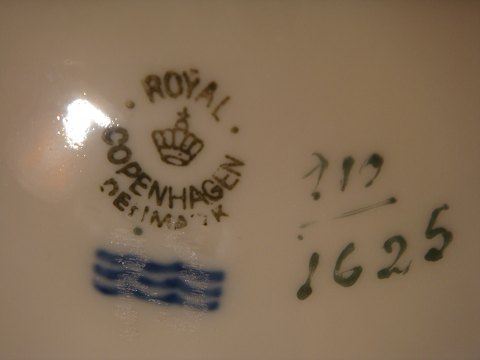 ROYAL
COPENHAGEN
DENMARK
1625